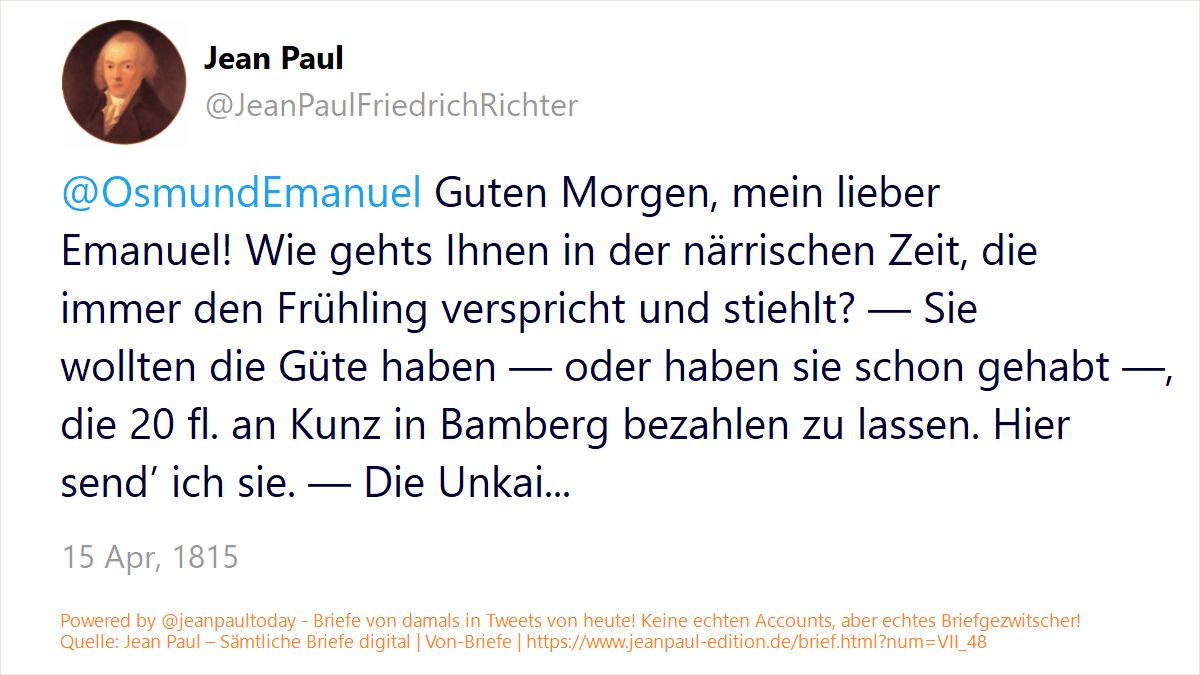 Jean Paul
@JeanPaulFriedrichRichter
@OsmundEmanuel Guten Morgen, mein lieber
Emanuel! Wie gehts Ihnen in der närrischen Zeit, die
immer den Frühling verspricht und stiehlt? — Sie
wollten die Güte haben — oder haben sie schon gehabt —,
die 20 fl. an Kunz in Bamberg bezahlen zu lassen. Hier
send’ ich sie. — Die Unkai...
15 Apr, 1815
Powered by @jeanpaultoday - Briefe von damals in Tweets von heute! Keine echten Accounts, aber echtes Briefgezwitscher!
Quelle: Jean Paul – Sämtliche Briefe digital | Von-Briefe | https://www.jeanpaul-edition.de/brief.html?num=VII_48